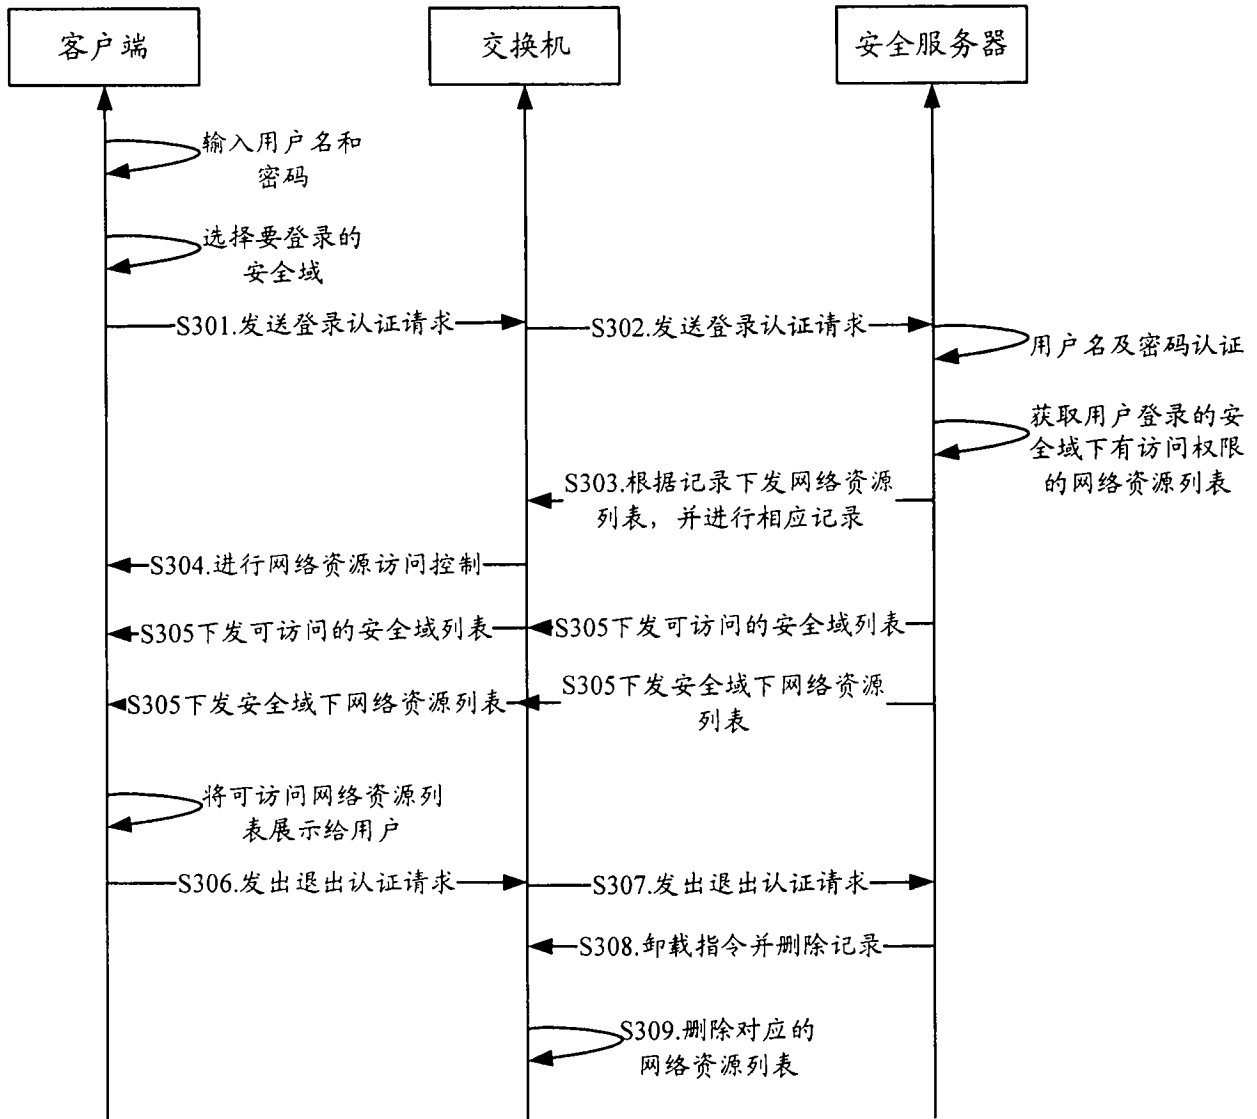 客户端
交换机
安全服务器
输入用户名和
密码
选择要登录的
安全域
S301.发送登录认证请求
S302.发送登录认证请求
用户名及密码认证
获取用户登录的安
全域下有访问权限
的网络资源列表
S303.根据记录下发网络资源
列表，并进行相应记录
S304.进行网络资源访问控制
S305下发可访问的安全域列表
S305下发可访问的安全域列表
S305下发安全域下网络资源列表
S305下发安全域下网络资源
列表
将可访问网络资源列
表展示给用户
S306.发出退出认证请求
S307.发出退出认证请求
S308.卸载指令并删除记录
S309.删除对应的
网络资源列表